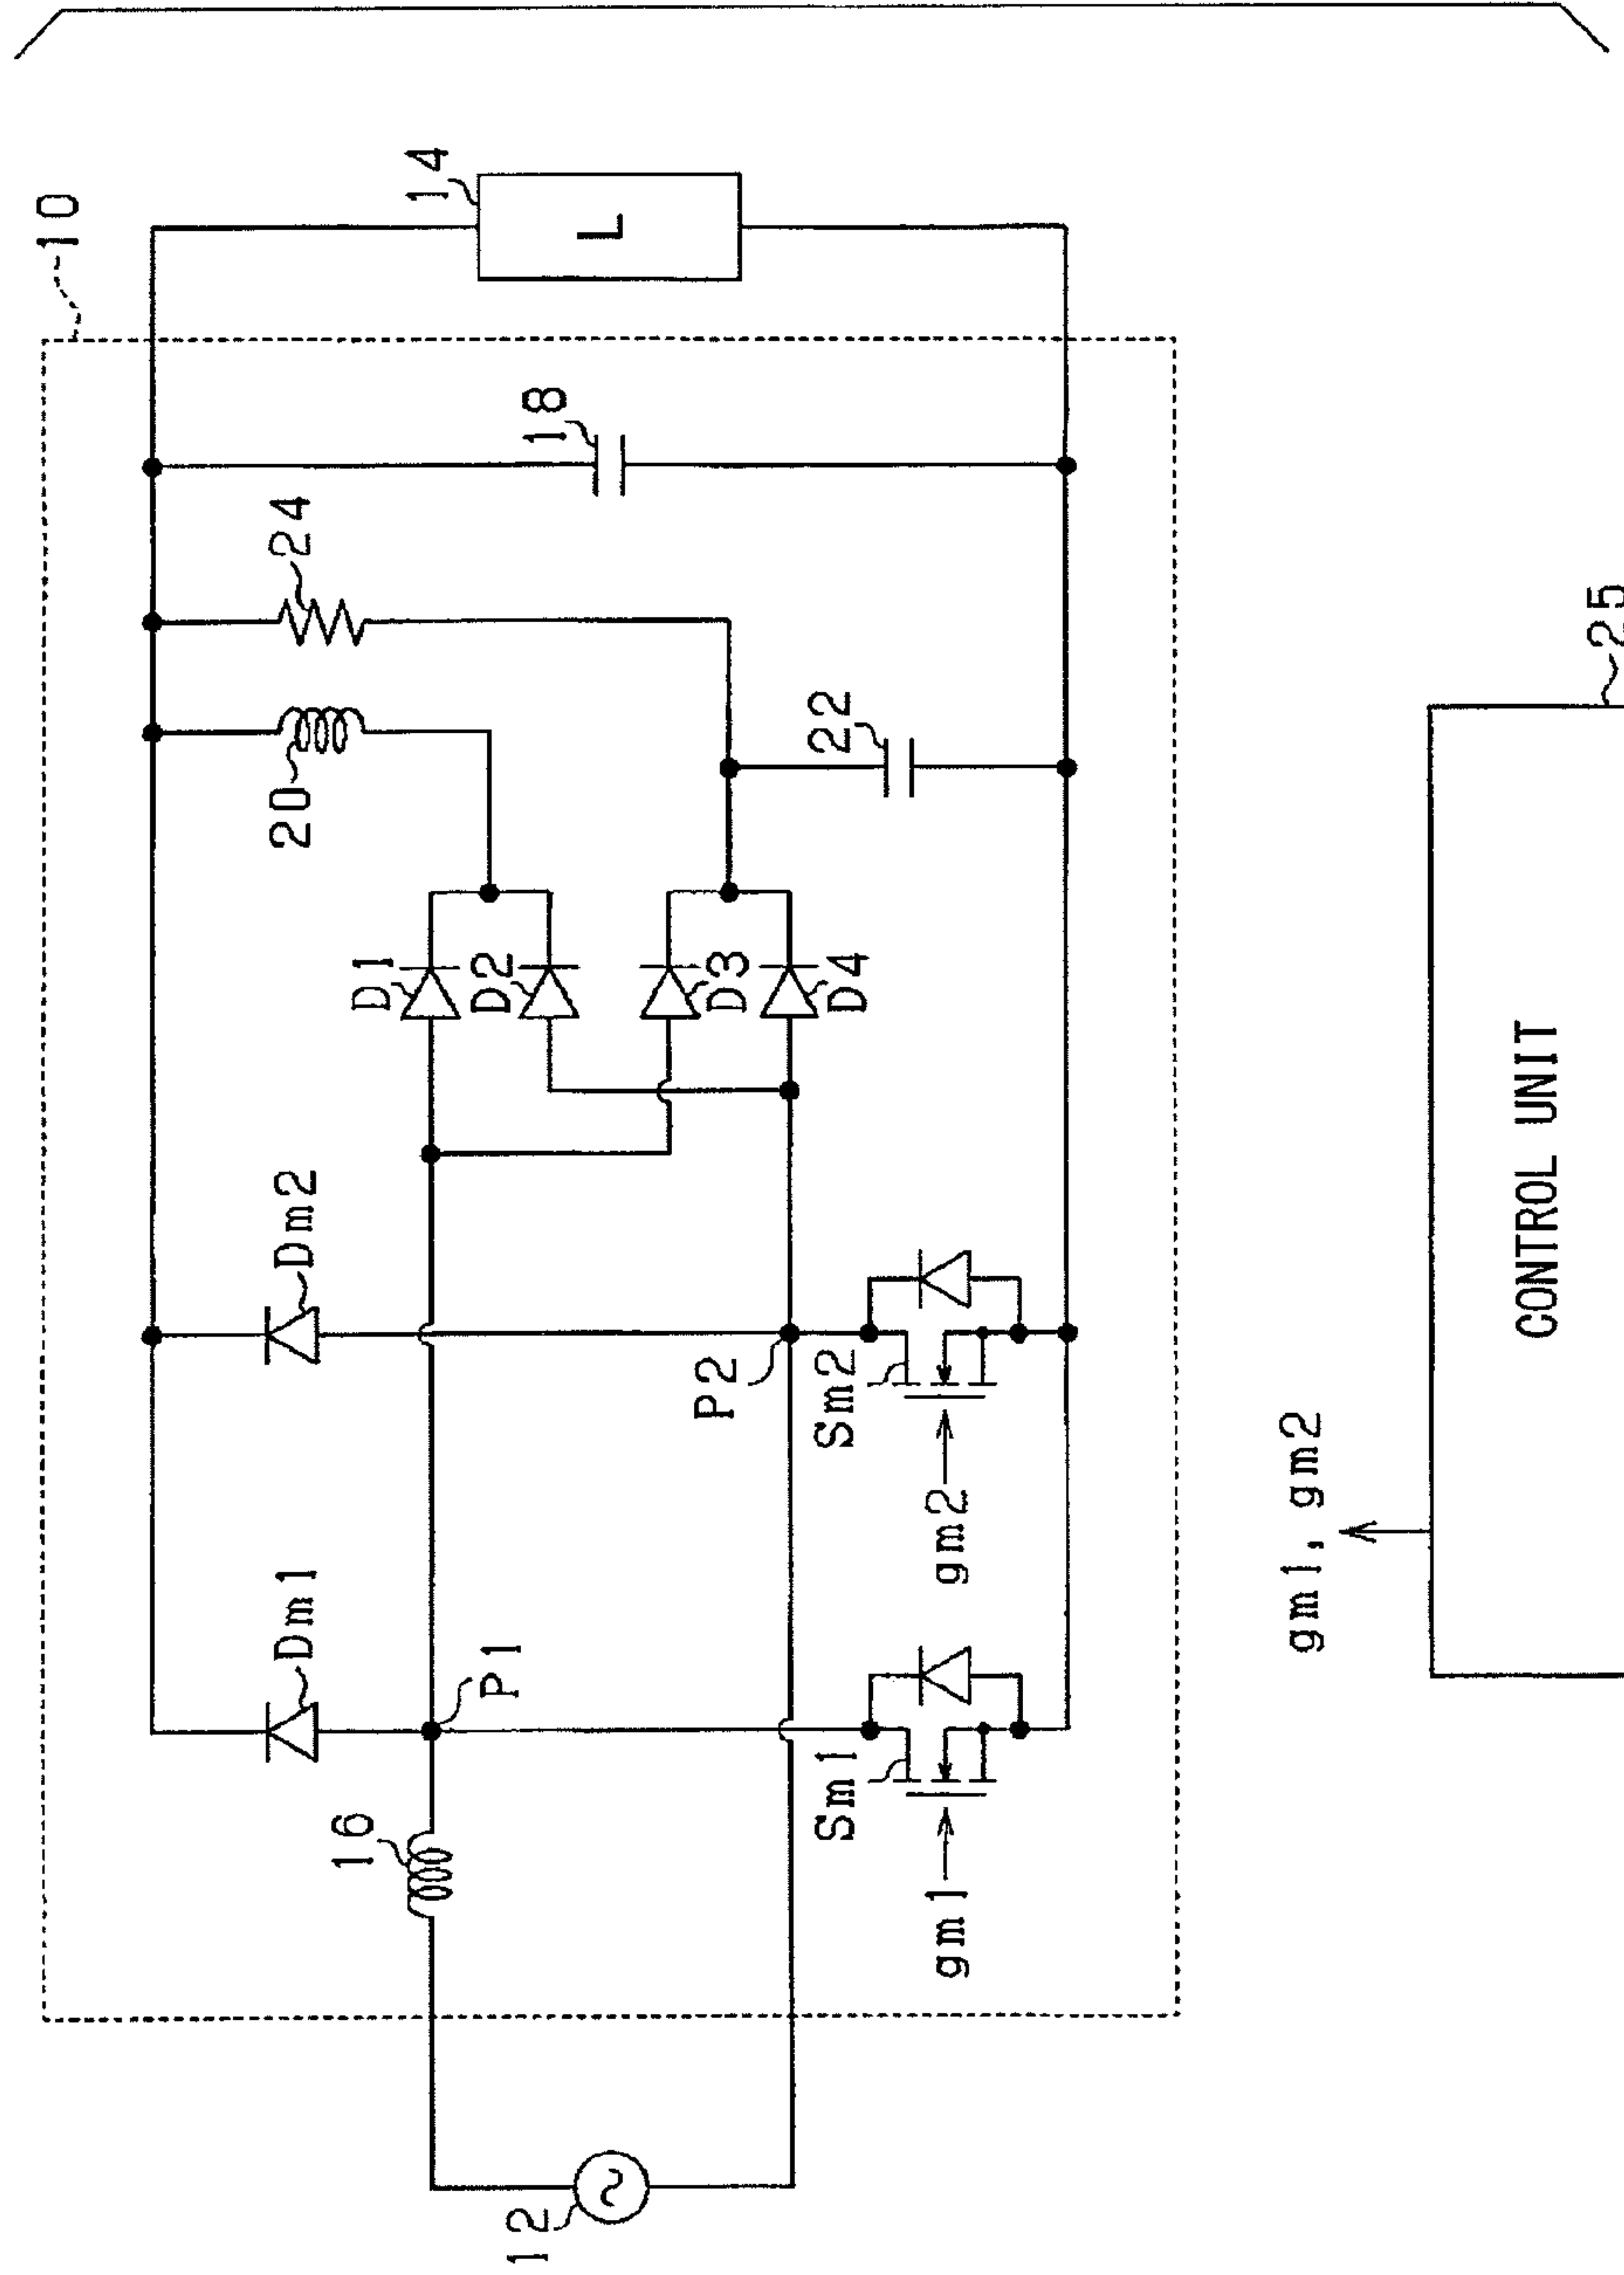 10
14
L
18
24
20
22
D1
D2
D3
D4
Dm2
Dm1
P2
Sm2
gm2
P1
16
Sm1
gm1
12
gm1, gm2
25
CONTROL UNIT